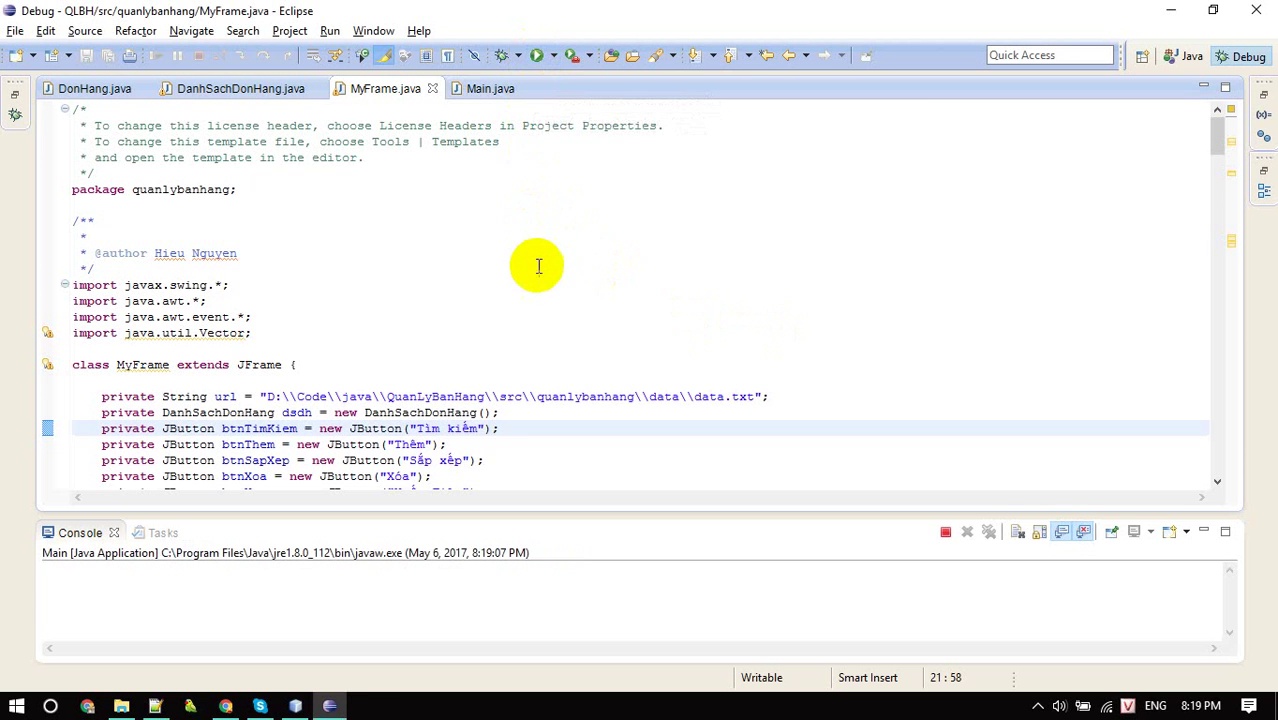 Debug - QLBH/src/quanlybanhang/MyFrame.java - Eclipse
File Edit Source Refactor Navigate Search Project Run Window Help
Quick Access
Java
Debug
DonHang.java
DanhSachDonHang.java
MyFrame.java
Main.java
/*
* To change this license header, choose License Headers in Project Properties.
* To change this template file, choose Tools | Templates
* and open the template in the editor.
*/
package quanlybanhang;
/**
*
* @author Hieu Nguyen
*/
import javax.swing.*;
import java.awt.*;
import java.awt.event.*;
import java.util.Vector;
class MyFrame extends JFrame {
private String url = "D:\\Code\\java\\QuanLyBanHang\\src\\quanlybanhang\\data\\data.txt";
private DanhSachDonHang dsdh = new DanhSachDonHang();
private JButton btnTimKiem = new JButton("Tìm kiếm");
private JButton btnThem = new JButton("Thêm");
private JButton btnSapXep = new JButton("Sắp xếp");
private JButton btnXoa = new JButton("Xóa");
Console
Tasks
Main [Java Application] C:\Program Files\Java\jre1.8.0_112\bin\javaw.exe (May 6, 2017, 8:19:07 PM)
Writable
Smart Insert
21 : 58
V
ENG
8:19 PM